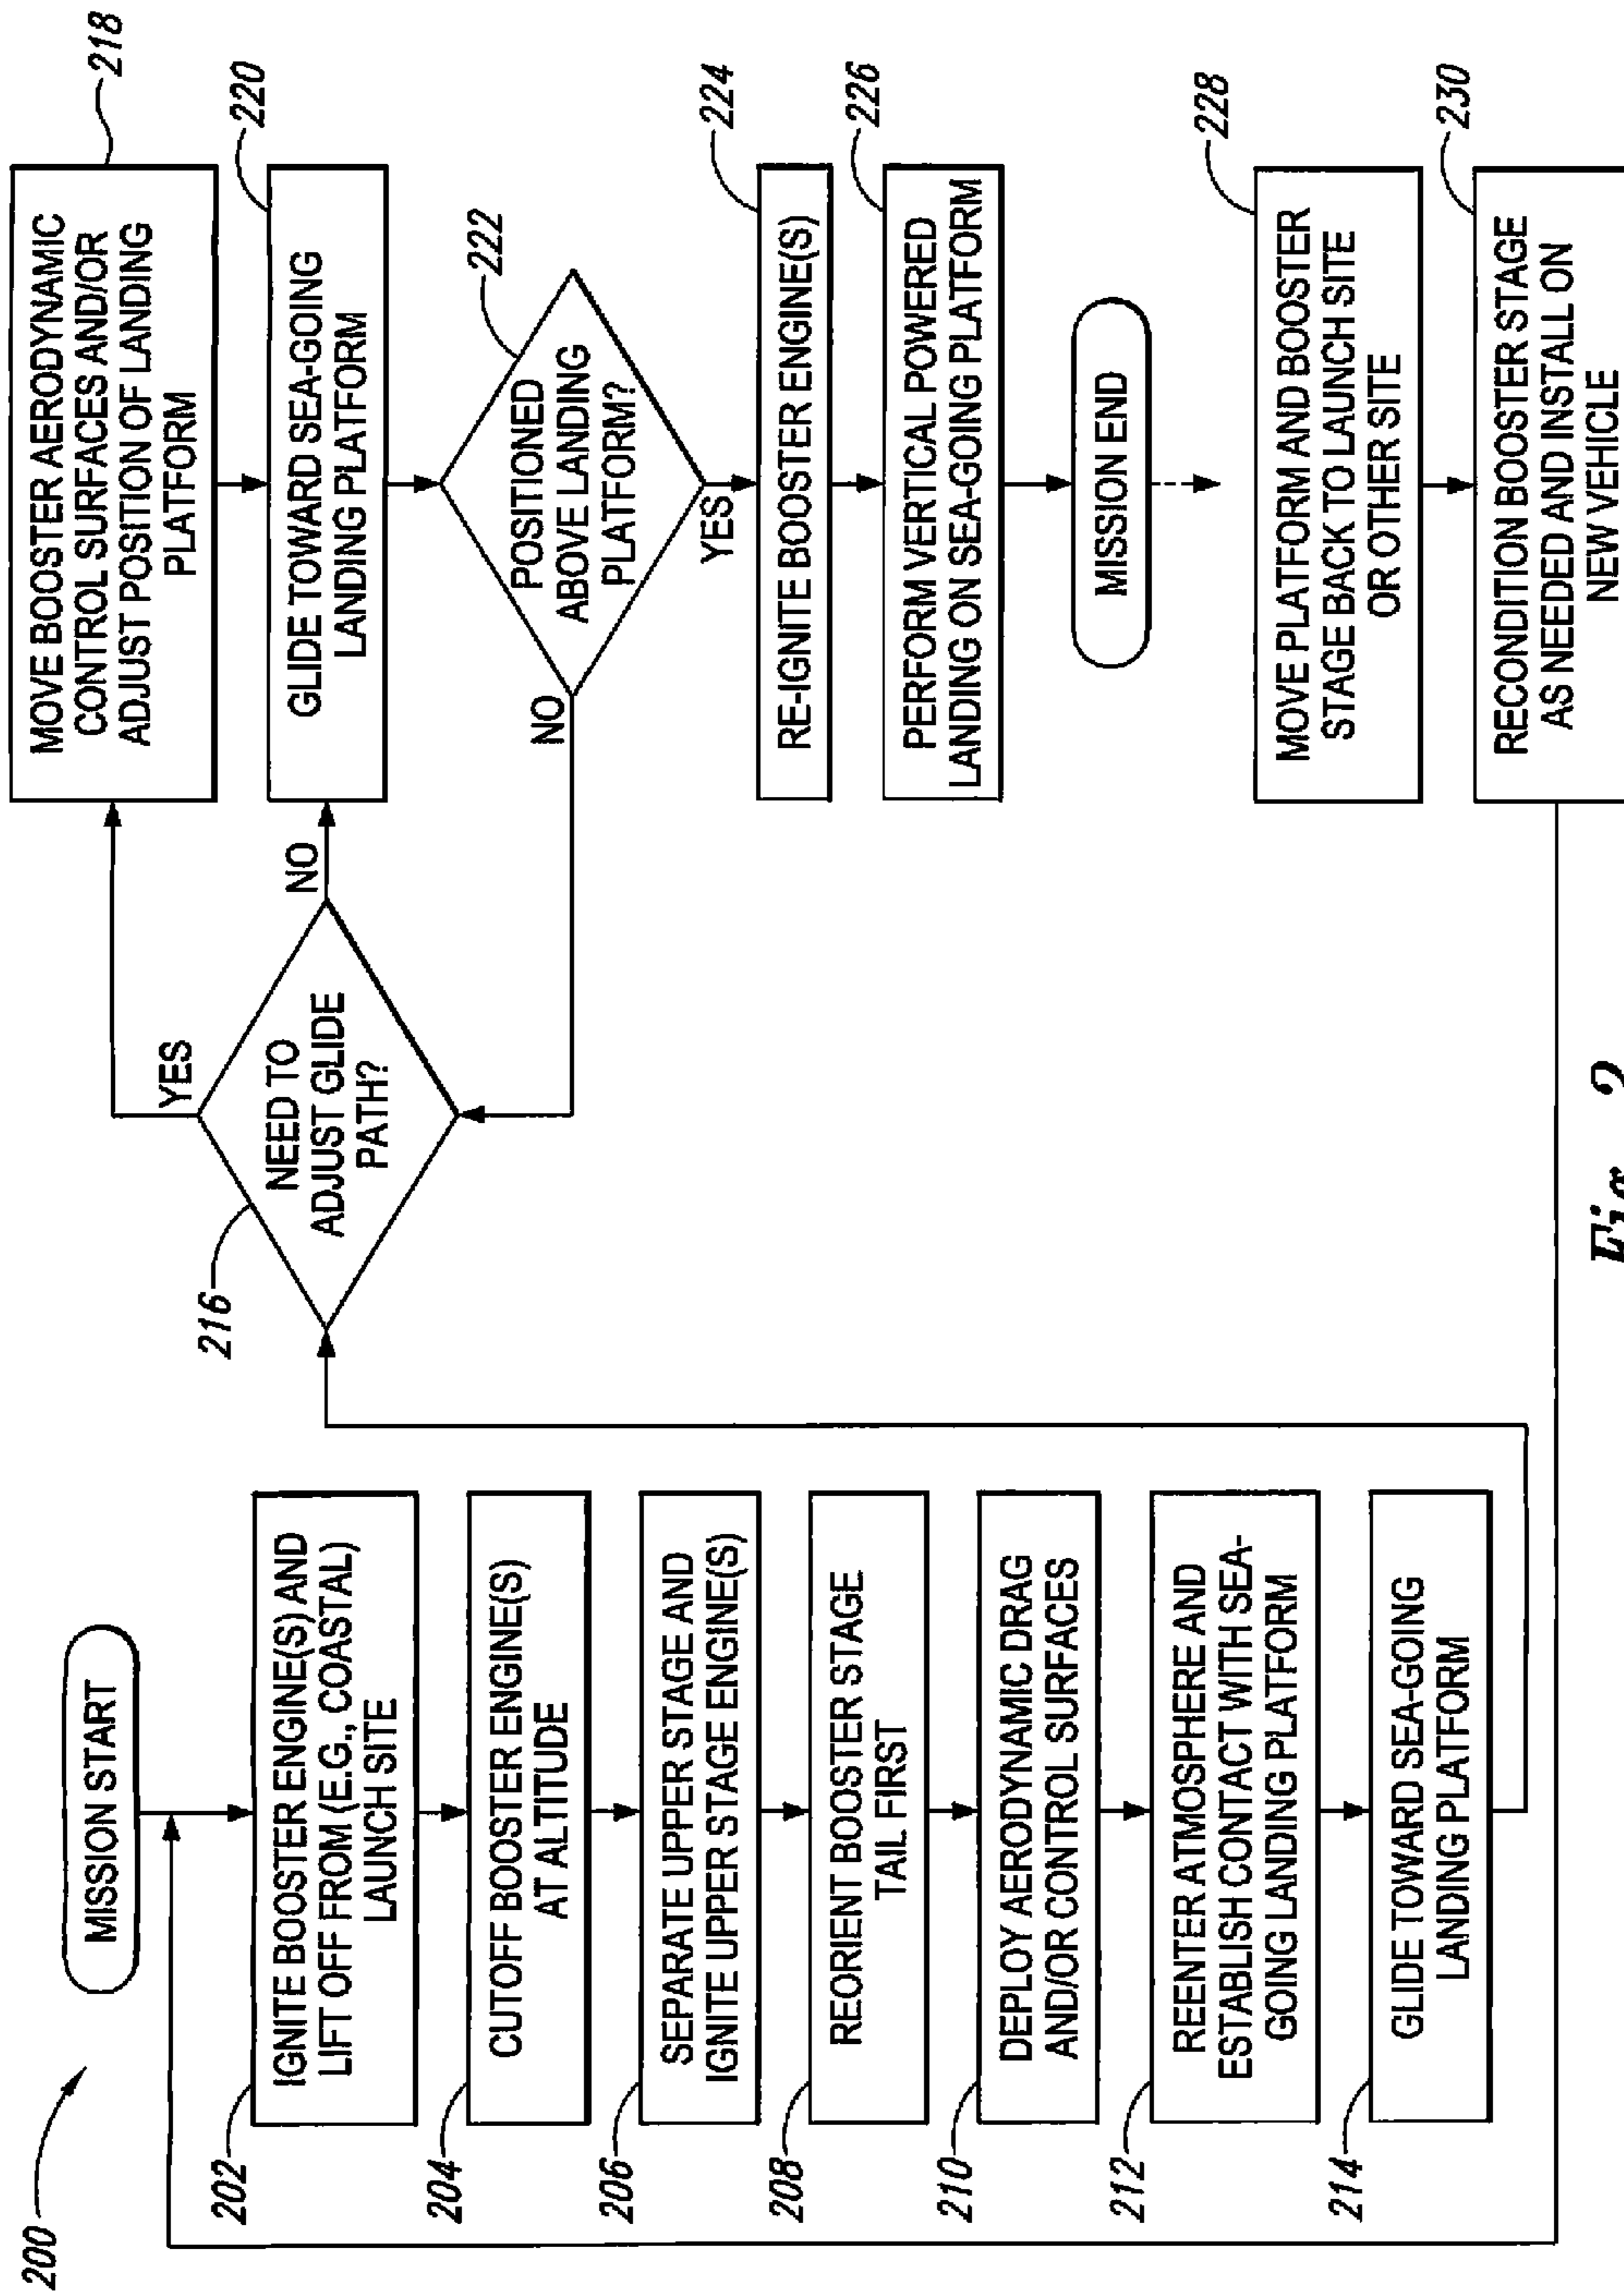 200
MISSION START
202
IGNITE BOOSTER ENGINE(S) AND
LIFT OFF FROM (E.G., COASTAL)
LAUNCH SITE
204
CUTOFF BOOSTER ENGINE(S)
AT ALTITUDE
206
SEPARATE UPPER STAGE AND
IGNITE UPPER STAGE ENGINE(S)
208
REORIENT BOOSTER STAGE
TAIL FIRST
210
DEPLOY AERODYNAMIC DRAG
AND/OR CONTROL SURFACES
212
REENTER ATMOSPHERE AND
ESTABLISH CONTACT WITH SEA-
GOING LANDING PLATFORM
214
GLIDE TOWARD SEA-GOING
LANDING PLATFORM
216
NEED TO
ADJUST GLIDE
PATH?
YES
NO
218
MOVE BOOSTER AERODYNAMIC
CONTROL SURFACES AND/OR
ADJUST POSITION OF LANDING
PLATFORM
220
GLIDE TOWARD SEA-GOING
LANDING PLATFORM
222
POSITIONED
ABOVE LANDING
PLATFORM?
NO
YES
224
RE-IGNITE BOOSTER ENGINE(S)
226
PERFORM VERTICAL POWERED
LANDING ON SEA-GOING PLATFORM
MISSION END
228
MOVE PLATFORM AND BOOSTER
STAGE BACK TO LAUNCH SITE
OR OTHER SITE
230
RECONDITION BOOSTER STAGE
AS NEEDED AND INSTALL ON
NEW VEHICLE
Fig. 2